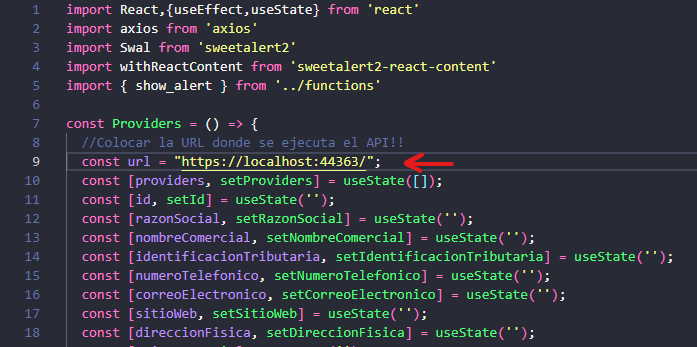 1 import React,{useEffect,useState} from 'react'
2 import axios from 'axios'
3 import Swal from 'sweetalert2'
4 import withReactContent from 'sweetalert2-react-content'
5 import { show_alert } from '../functions'
6
7 const Providers = () => {
8 //Colocar la URL donde se ejecuta el API!!
9 const url = "https://localhost:44363/";
10 const [providers, setProviders] = useState([]);
11 const [id, setId] = useState('');
12 const [razonSocial, setRazonSocial] = useState('');
13 const [nombreComercial, setNombreComercial] = useState('');
14 const [identificacionTributaria, setIdentificacionTributaria] = useState('');
15 const [numeroTelefonico, setNumeroTelefonico] = useState('');
16 const [correoElectronico, setCorreoElectronico] = useState('');
17 const [sitioWeb, setSitioWeb] = useState('');
18 const [direccionFisica, setDireccionFisica] = useState('');